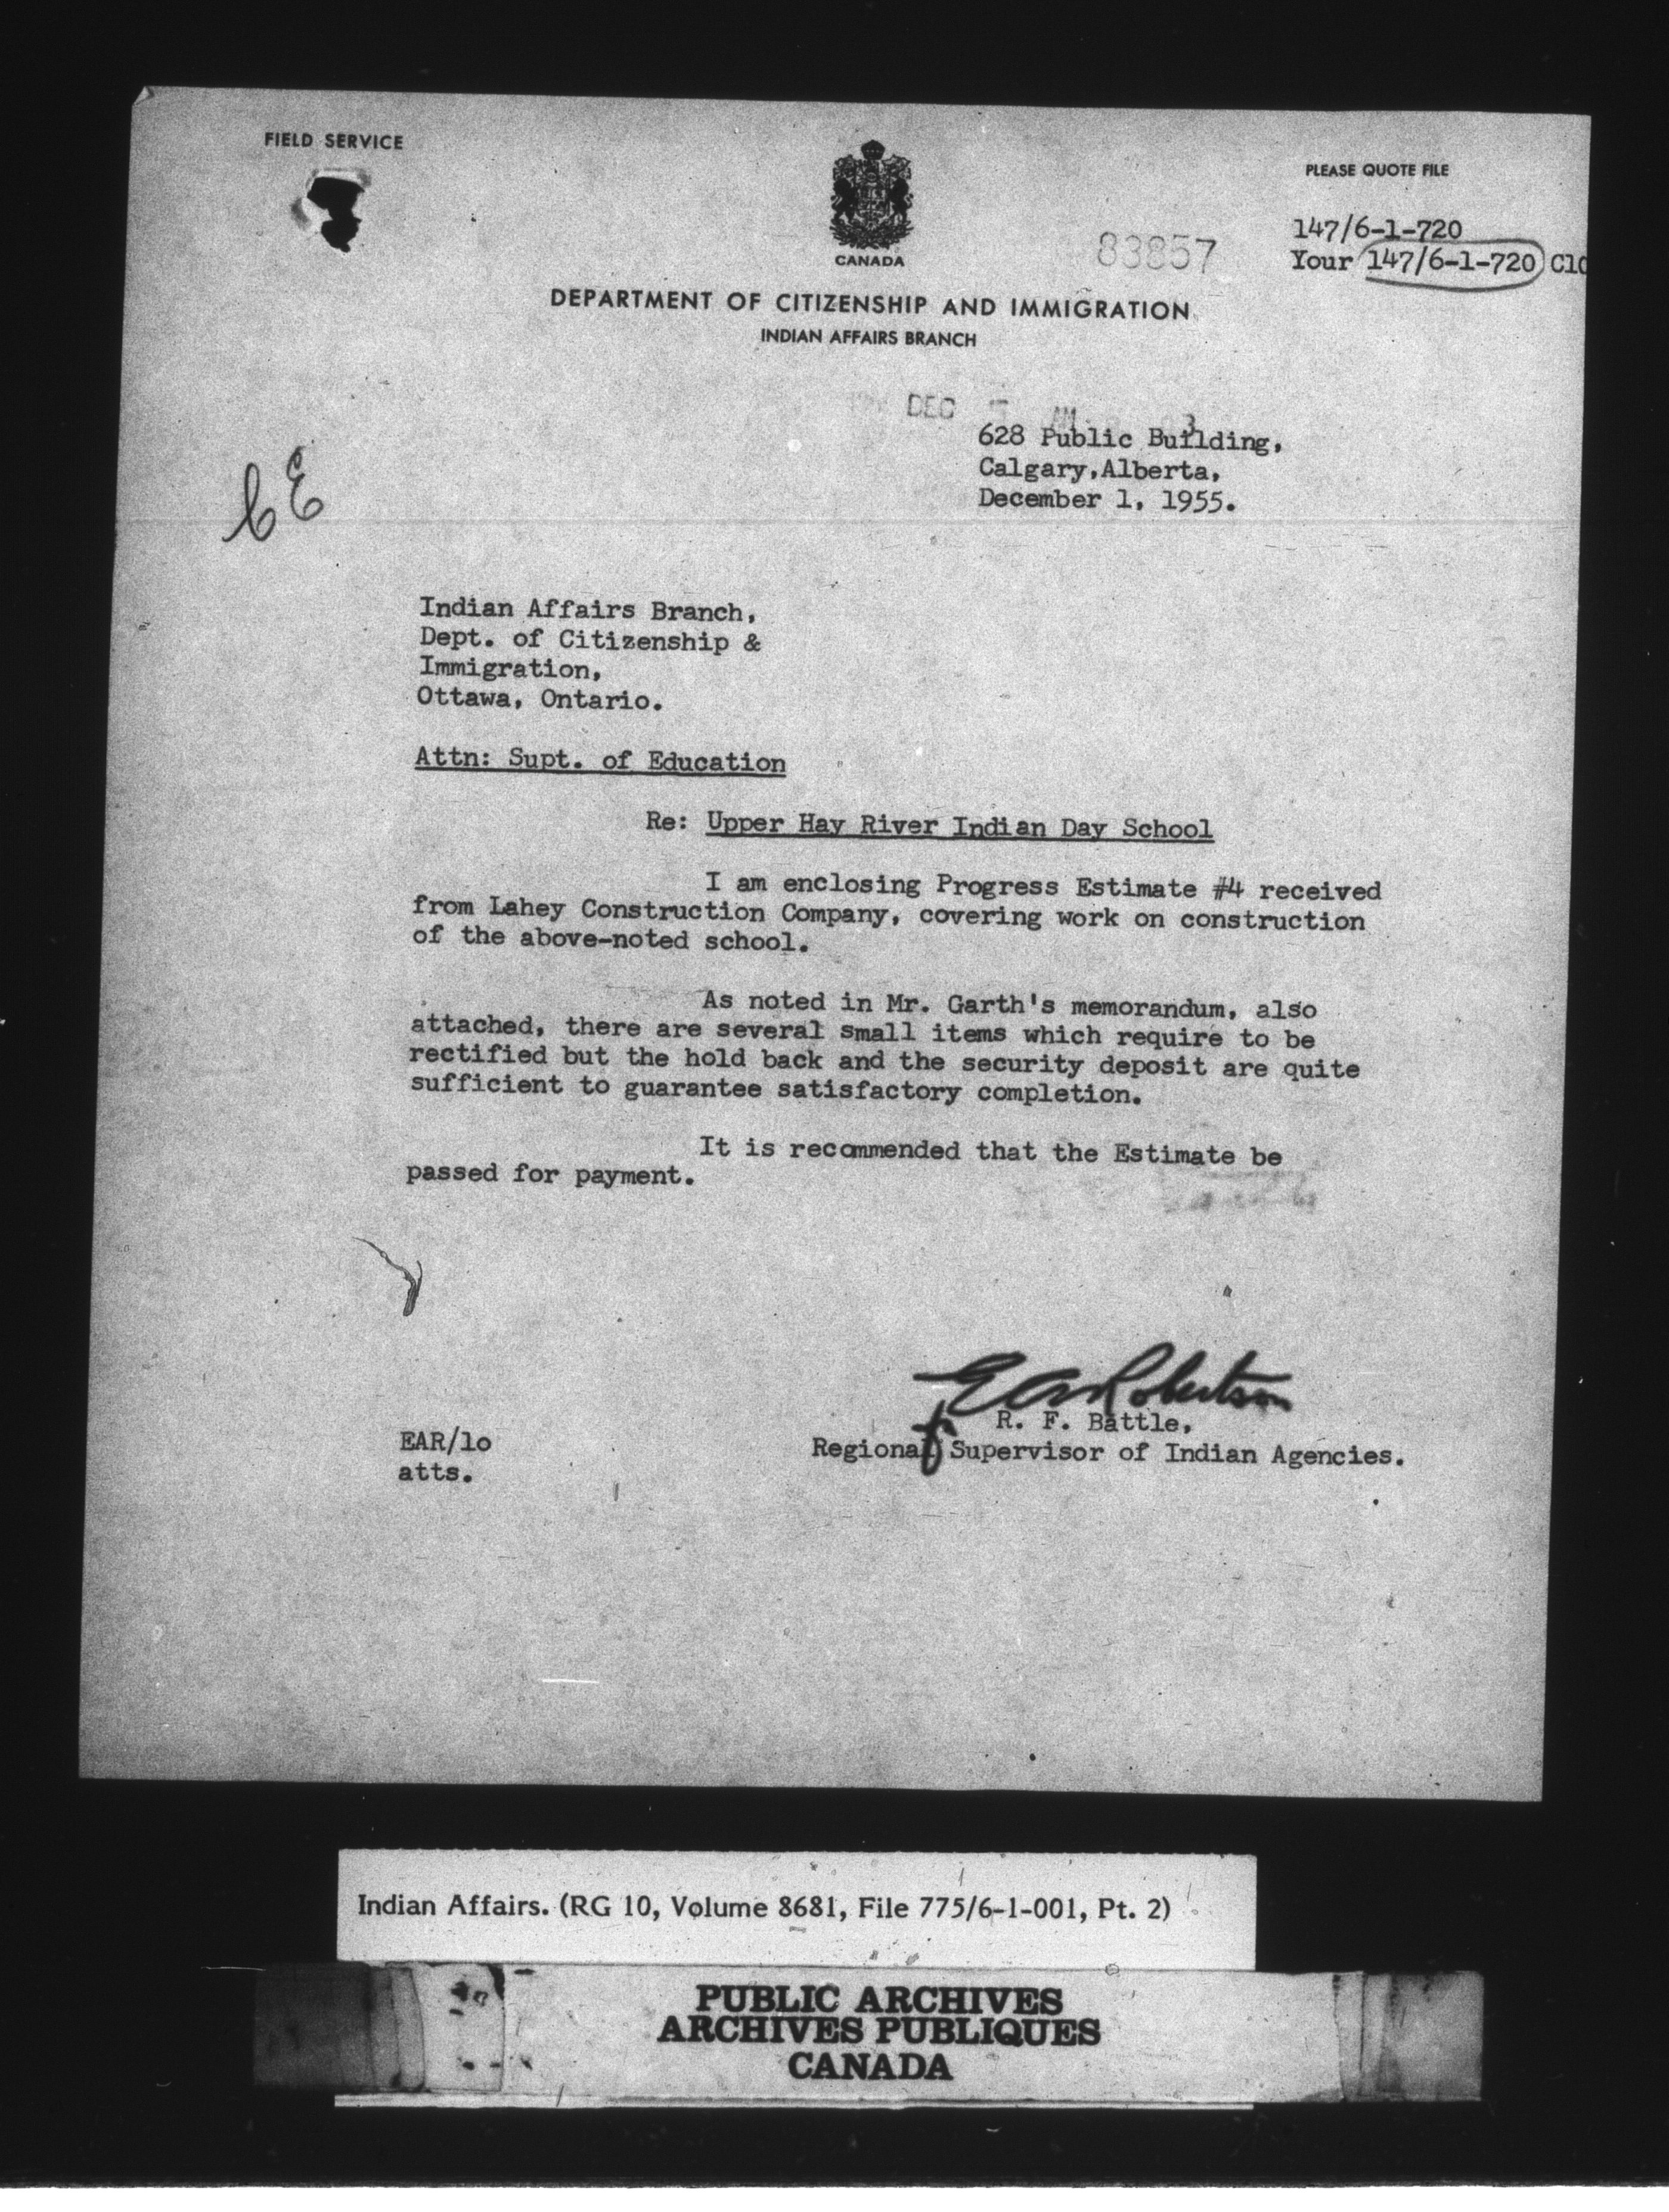 FIELD SERVICE
CANADA
PLEASE QUOTE FILE
147/6-1-720
Your 147/6-1-720
83857
DEPARTMENT OF CITIZENSHIP AND IMMIGRATION
INDIAN AFFAIRS BRANCH
DEC AM
628 Public Building,
Calgary, Alberta,
December 1, 1955.
Indian Affairs Branch,
Dept. of Citizenship &
Immigration,
Ottawa, Ontario.
Attn: Supt. of Education
Re: Upper Hay River Indian Day School
I am enclosing Progress Estimate #4 received
from Lahey Construction Company, covering work on construction
of the above-noted school.
As noted in Mr. Garth's memorandum, also
attached, there are several small items which require to be
rectified but the hold back and the security deposit are quite
sufficient to guarantee satisfactory completion.
It is recommended that the Estimate be
passed for payment.
EARobertson
R. F. Battle,
Regional Supervisor of Indian Agencies.
EAR/lo
atts.
Indian Affairs. (RG 10, Volume 8681, File 775/6-1-001, Pt. 2)
PUBLIC ARCHIVES
ARCHIVES PUBLIQUES
CANADA